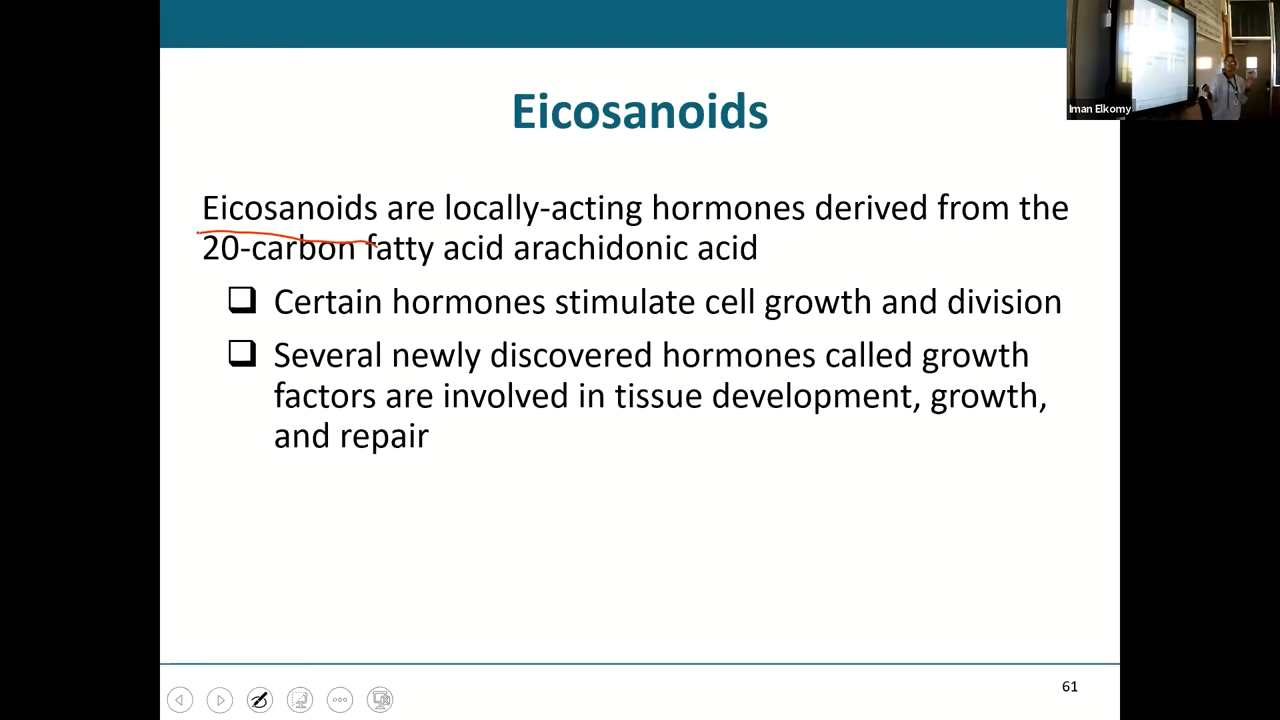 Iman Elkomy
Eicosanoids
Eicosanoids are locally-acting hormones derived from the
20-carbon fatty acid arachidonic acid
Certain hormones stimulate cell growth and division
Several newly discovered hormones called growth
factors are involved in tissue development, growth,
and repair
61